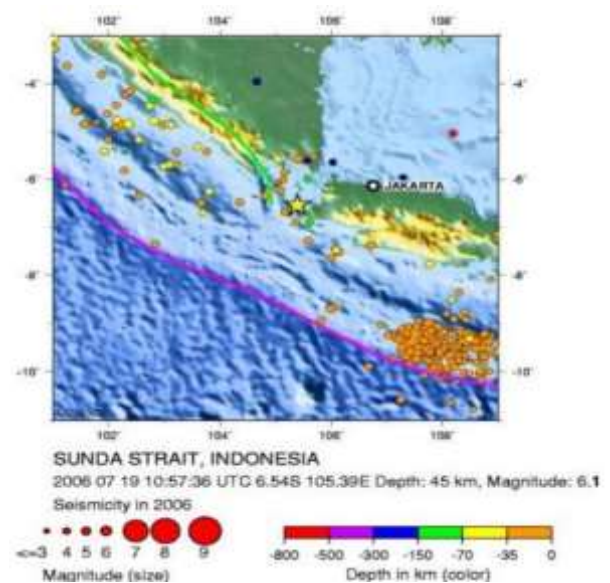 102° 104° 106° 108°
-4° -4°
JAKARTA
-6° -6°
-8° -8°
-10° -10°
102° 104° 106° 108°
SUNDA STRAIT, INDONESIA
2006 07 19 10:57:36 UTC 6.54S 105.39E Depth: 45 km, Magnitude: 6.1
Seismicity in 2006
<=3 4 5 6 7 8 9
Magnitude (size)
-800 -500 -300 -150 -70 -35 0
Depth in km (color)